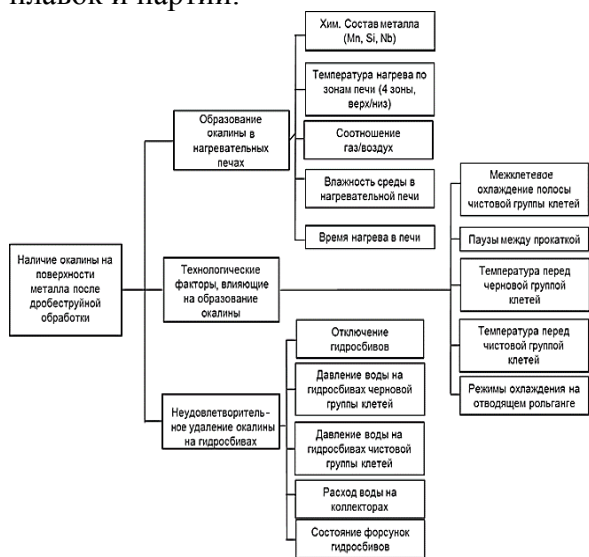 плавок и партий.
Хим. Состав металла
(Mn, Si, Nb)
Температура нагрева по
зонам печи (4 зоны,
верх/низ)
Образование
окалины в
нагревательных
печах
Соотношение
газ/воздух
Влажность среды в
нагревательной печи
Время нагрева в печи
Наличие окалины на
поверхности
металла после
дробеструйной
обработки
Технологические
факторы, влияющие
на образование
окалины
Межклетевое
охлаждение полосы
чистовой группы клетей
Паузы между прокаткой
Температура перед
черновой группой
клетей
Температура перед
чистовой группой
клетей
Режимы охлаждения на
отводящем рольганге
Неудовлетворитель-
ное удаление окалины
на гидросбивах
Отключение
гидросбивов
Давление воды на
гидросбивах черновой
группы клетей
Давление воды на
гидросбивах чистовой
группы клетей
Расход воды на
коллекторах
Состояние форсунок
гидросбивов